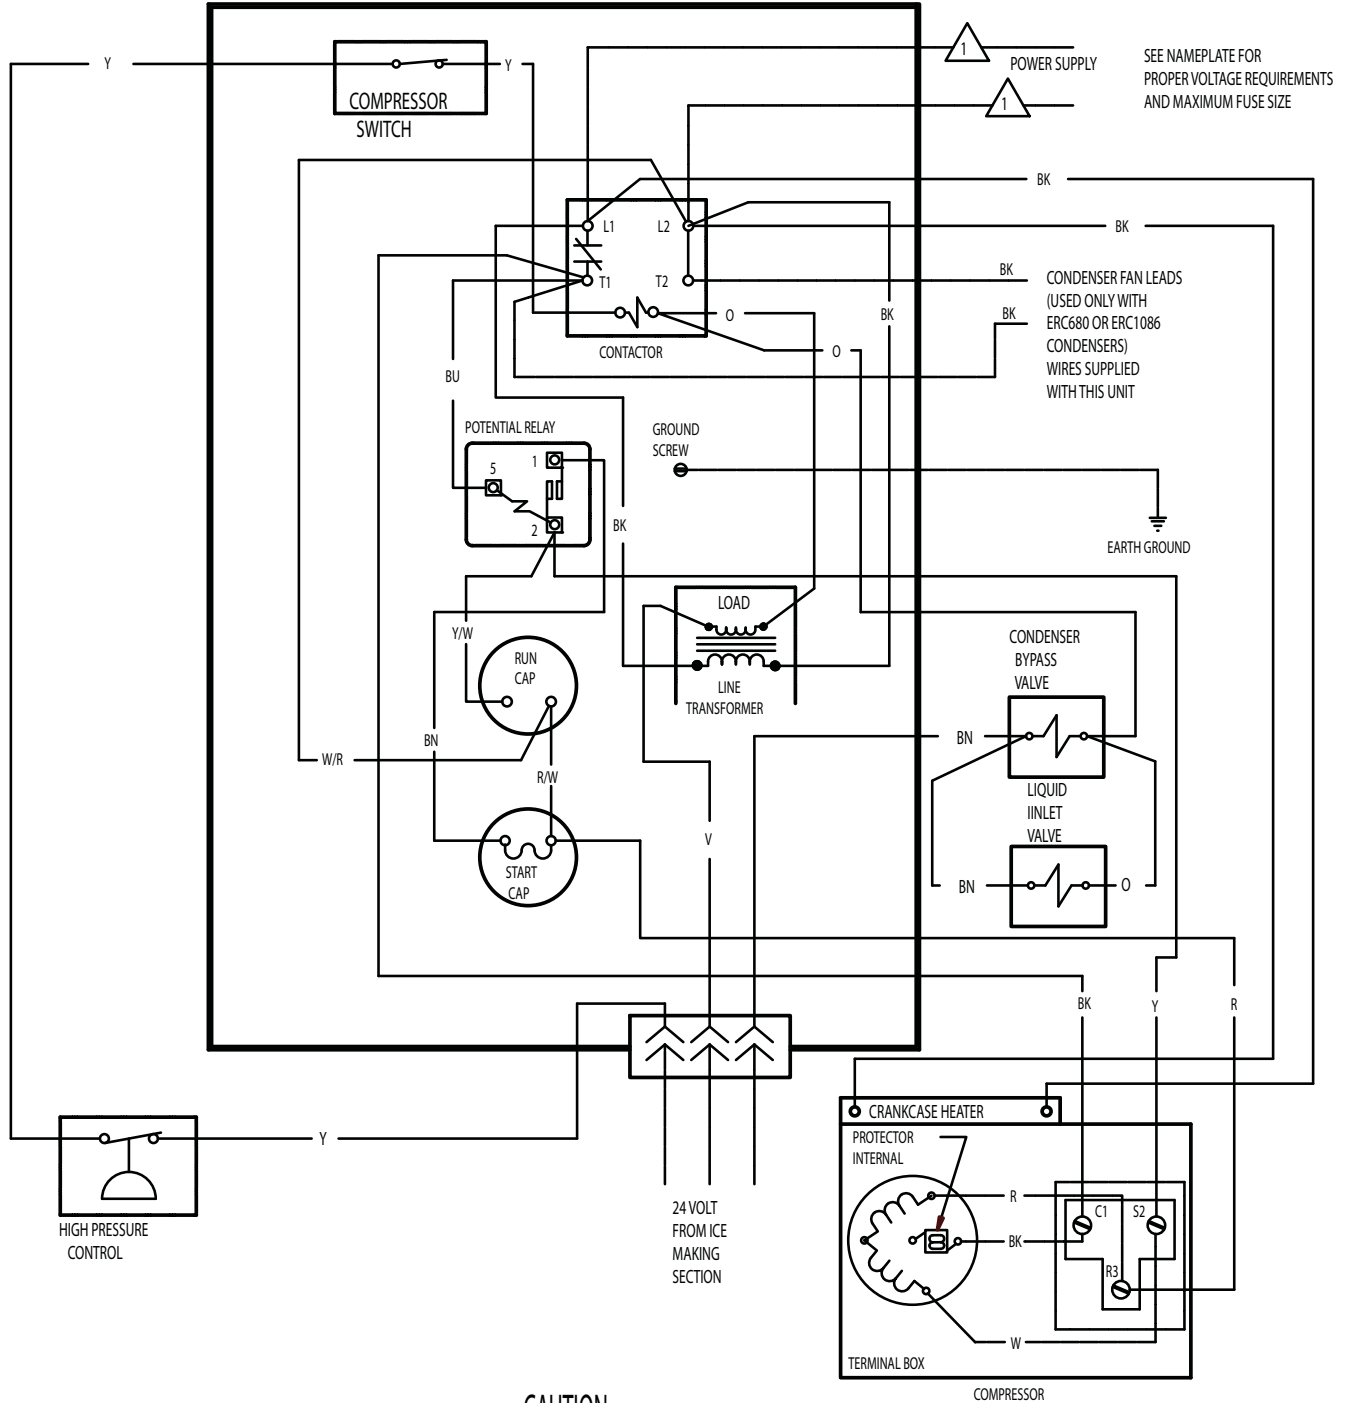 1
POWER SUPPLY
SEE NAMEPLATE FOR
PROPER VOLTAGE REQUIREMENTS
AND MAXIMUM FUSE SIZE
1
Y
Y
COMPRESSOR
SWITCH
BK
L1
L2
BK
T1
T2
BK
CONDENSER FAN LEADS
(USED ONLY WITH
ERC680 OR ERC1086
CONDENSERS)
WIRES SUPPLIED
WITH THIS UNIT
BK
O
BK
O
CONTACTOR
BU
POTENTIAL RELAY
1
5
2
GROUND
SCREW
BK
EARTH GROUND
LOAD
LINE
TRANSFORMER
Y/W
RUN
CAP
BN
W/R
R/W
START
CAP
V
CONDENSER
BYPASS
VALVE
BN
LIQUID
IINLET
VALVE
BN
O
BK
Y
R
Y
HIGH PRESSURE
CONTROL
24 VOLT
FROM ICE
MAKING
SECTION
CRANKCASE HEATER
PROTECTOR
INTERNAL
R
C1
S2
BK
R3
W
TERMINAL BOX
COMPRESSOR
CAUTION